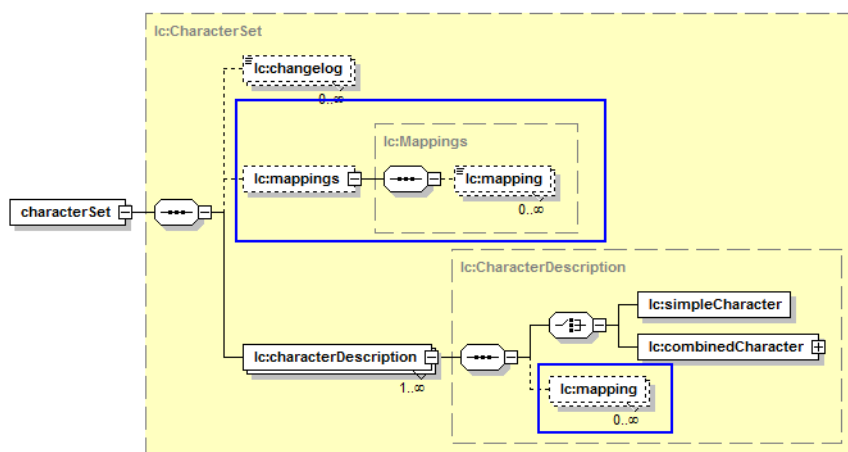 lc:CharacterSet
lc:changelog
0..∞
lc:Mappings
lc:mappings
lc:mapping
0..∞
characterSet
lc:CharacterDescription
lc:simpleCharacter
lc:characterDescription
lc:combinedCharacter
1..∞
lc:mapping
0..∞